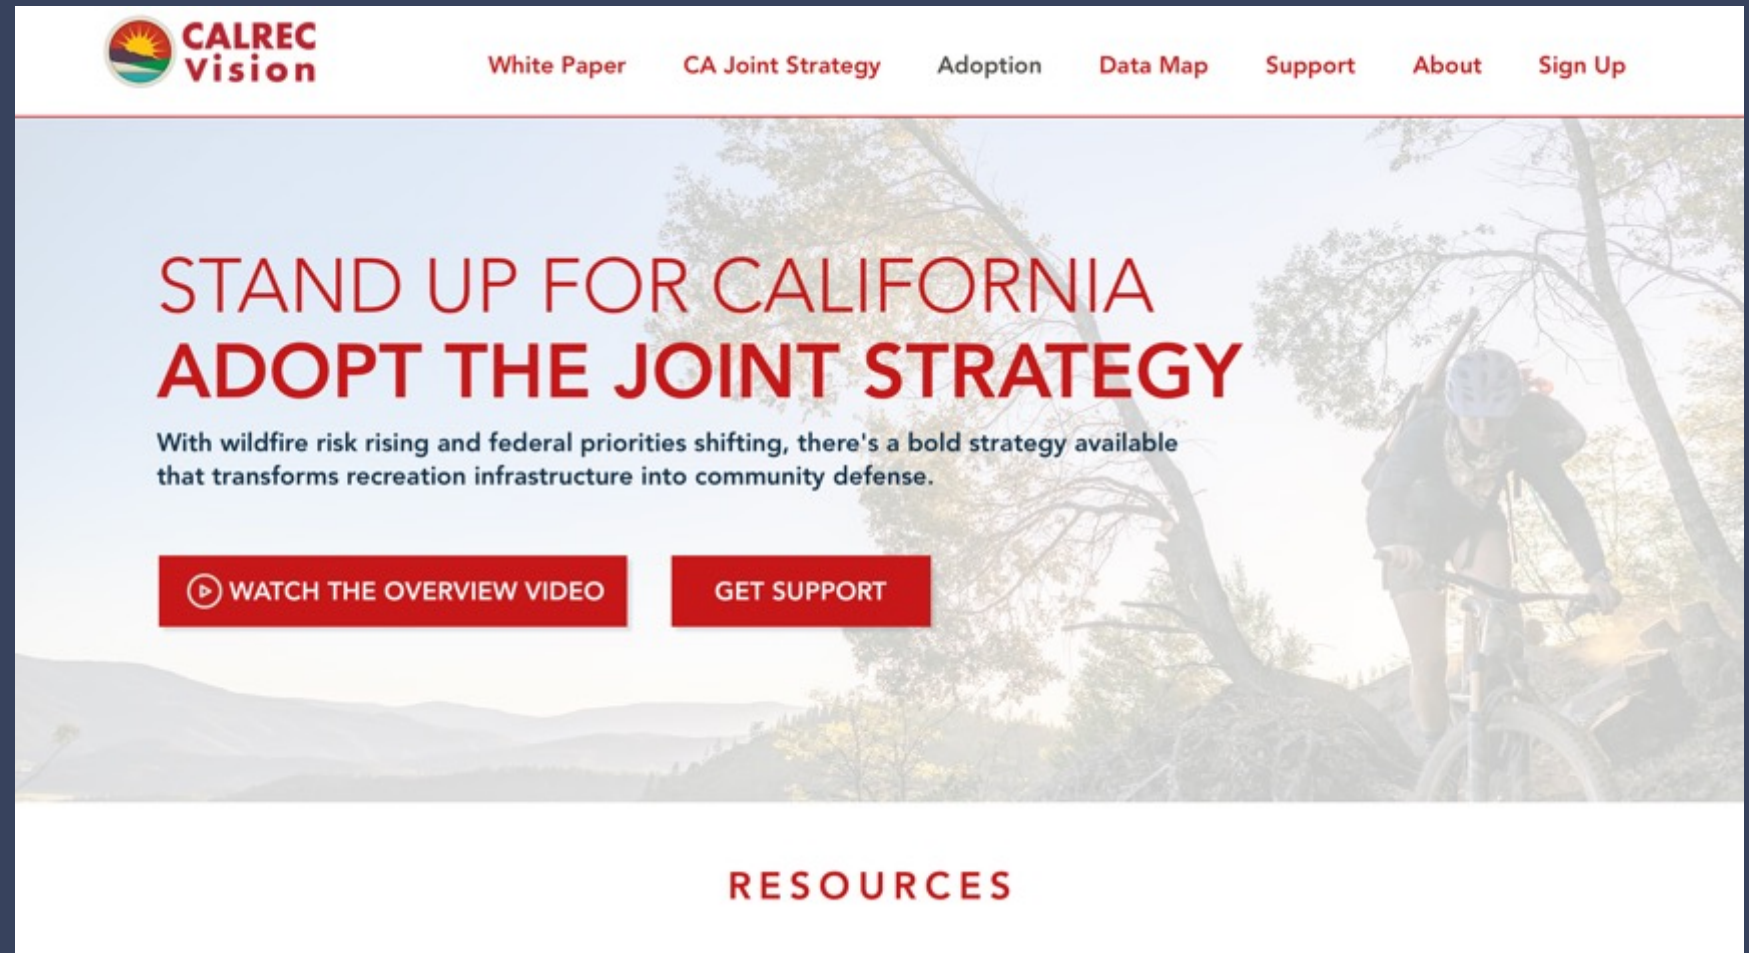 CALREC
Vision
White Paper
CA Joint Strategy
Adoption
Data Map
Support
About
Sign Up
STAND UP FOR CALIFORNIA
ADOPT THE JOINT STRATEGY
With wildfire risk rising and federal priorities shifting, there's a bold strategy available
that transforms recreation infrastructure into community defense.
WATCH THE OVERVIEW VIDEO
GET SUPPORT
RESOURCES